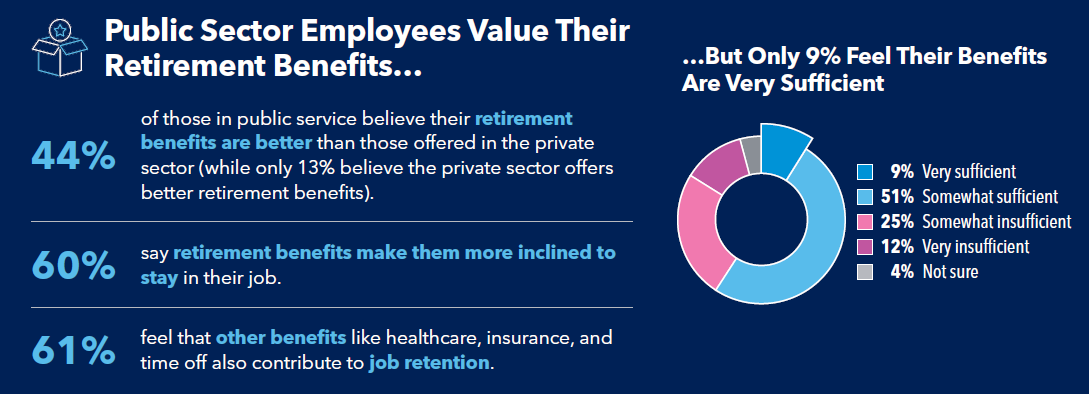 Public Sector Employees Value Their
Retirement Benefits...
44%
of those in public service believe their retirement
benefits are better than those offered in the private
sector (while only 13% believe the private sector offers
better retirement benefits).
60%
say retirement benefits make them more inclined to
stay in their job.
61%
feel that other benefits like healthcare, insurance, and
time off also contribute to job retention.
...But Only 9% Feel Their Benefits
Are Very Sufficient
9% Very sufficient
51% Somewhat sufficient
25% Somewhat insufficient
12% Very insufficient
4% Not sure